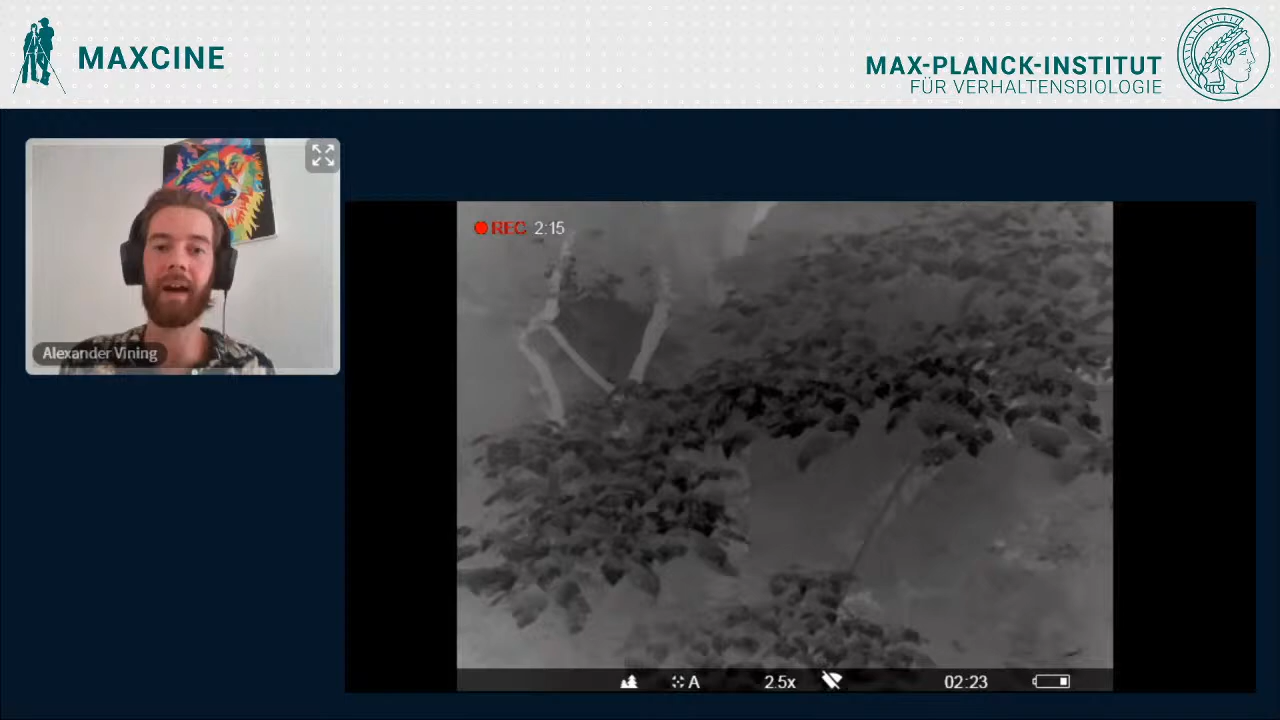 MAXCINE
MAX-PLANCK-INSTITUT
FÜR VERHALTENSBIOLOGIE
Alexander Vining
REC 2:15
A
2.5x
02:23